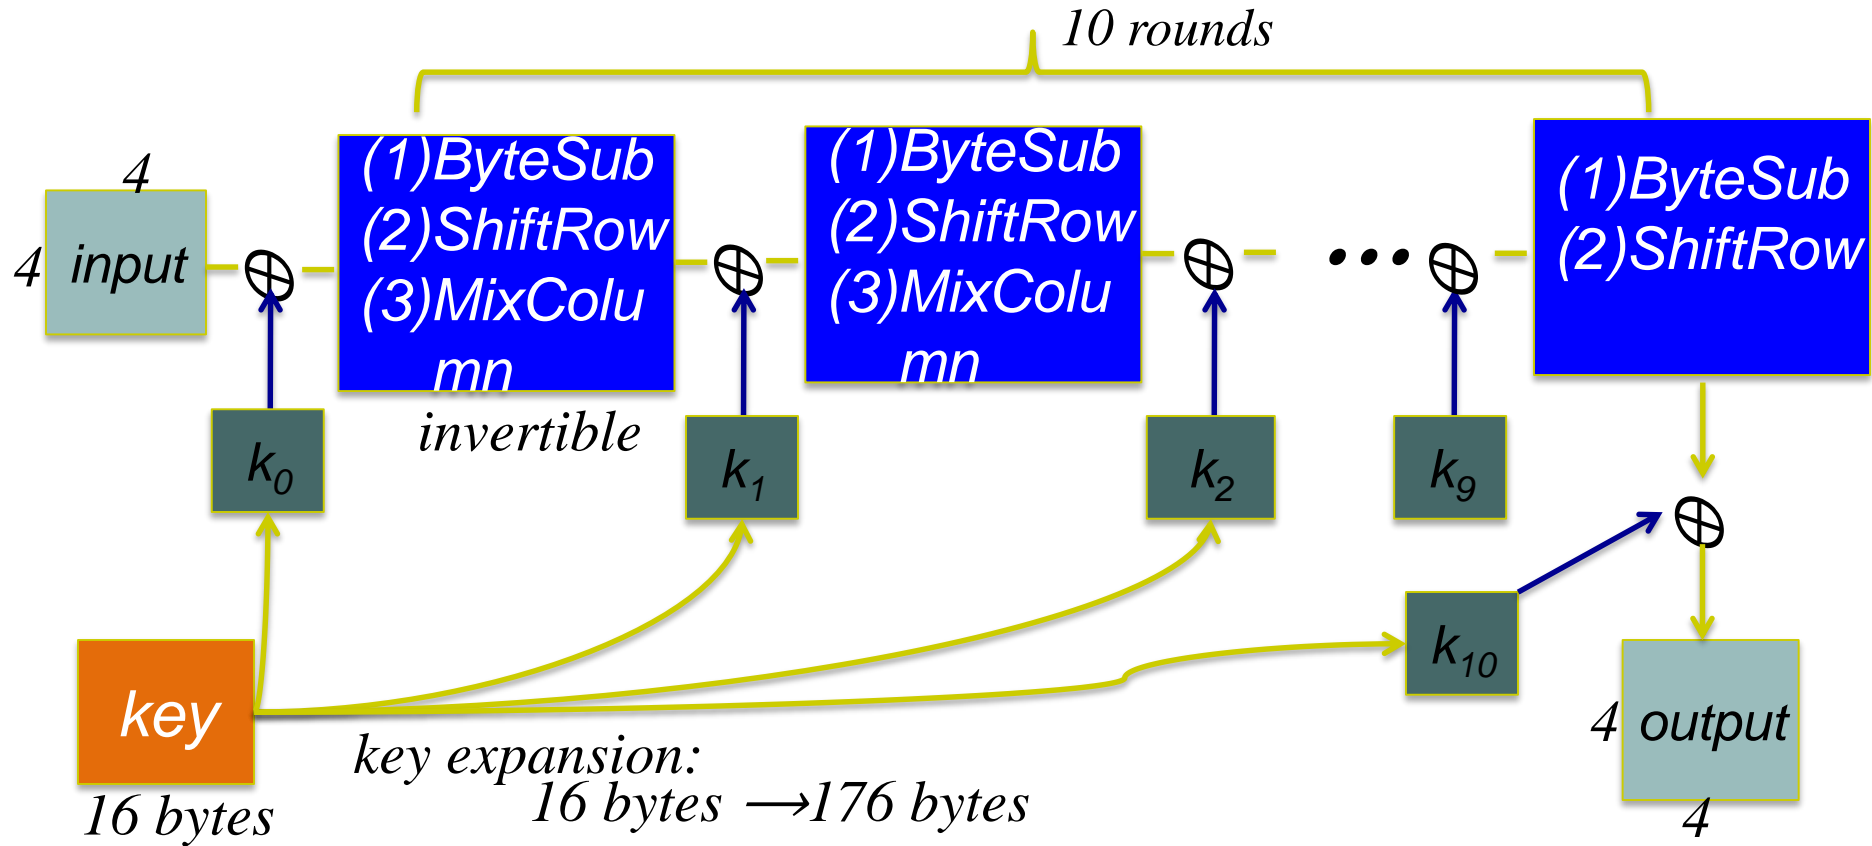 10 rounds
4
4
input
(1)ByteSub
(2)ShiftRow
(3)MixColu
mn
invertible
(1)ByteSub
(2)ShiftRow
(3)MixColu
mn
•••
(1)ByteSub
(2)ShiftRow
k0
k1
k2
k9
k10
key
16 bytes
key expansion:
16 bytes ⟶176 bytes
4
output
4